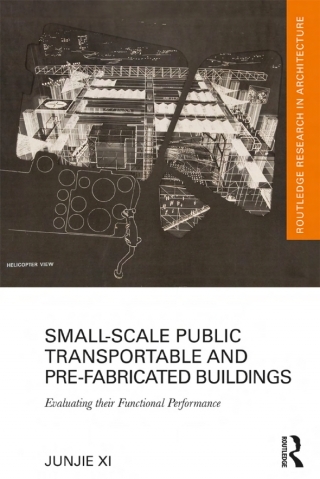 ROUTLEDGE RESEARCH IN ARCHITECTURE
HELICOPTER VIEW
SMALL-SCALE PUBLIC
TRANSPORTABLE AND
PRE-FABRICATED BUILDINGS
Evaluating their Functional Performance
JUNJIE XI
ROUTLEDGE